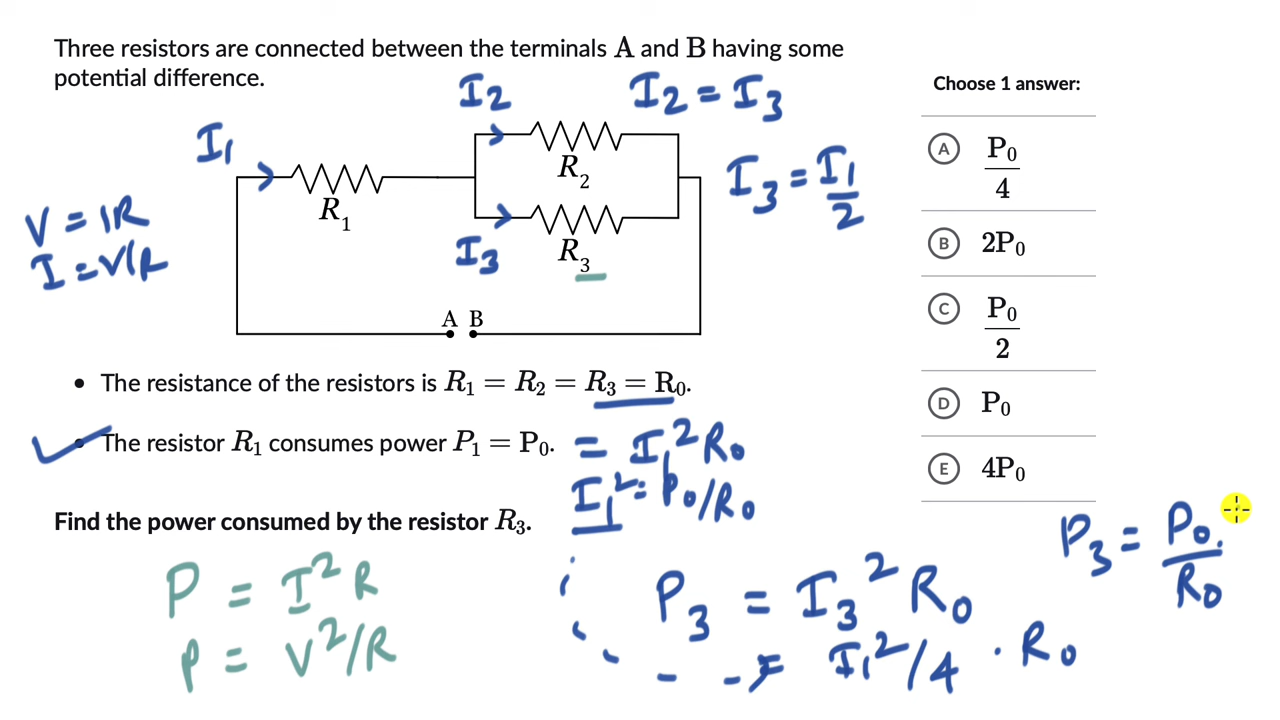 Three resistors are connected between the terminals A and B having some
potential difference.
Choose 1 answer:
I₂
I₂ = I₃
I₁
R₂
I₃ = I₁/2
R₁
V = IR
I = V/R
I₃
R₃
A B
A P₀/4
B 2P₀
C P₀/2
D P₀
E 4P₀
• The resistance of the resistors is R₁ = R₂ = R₃ = R₀.
• The resistor R₁ consumes power P₁ = P₀. = I₁²R₀
I₁² = P₀/R₀
Find the power consumed by the resistor R₃.
P = I²R
P = V²/R
P₃ = I₃² R₀
= I₁²/4 · R₀
P₃ = P₀/R₀ .